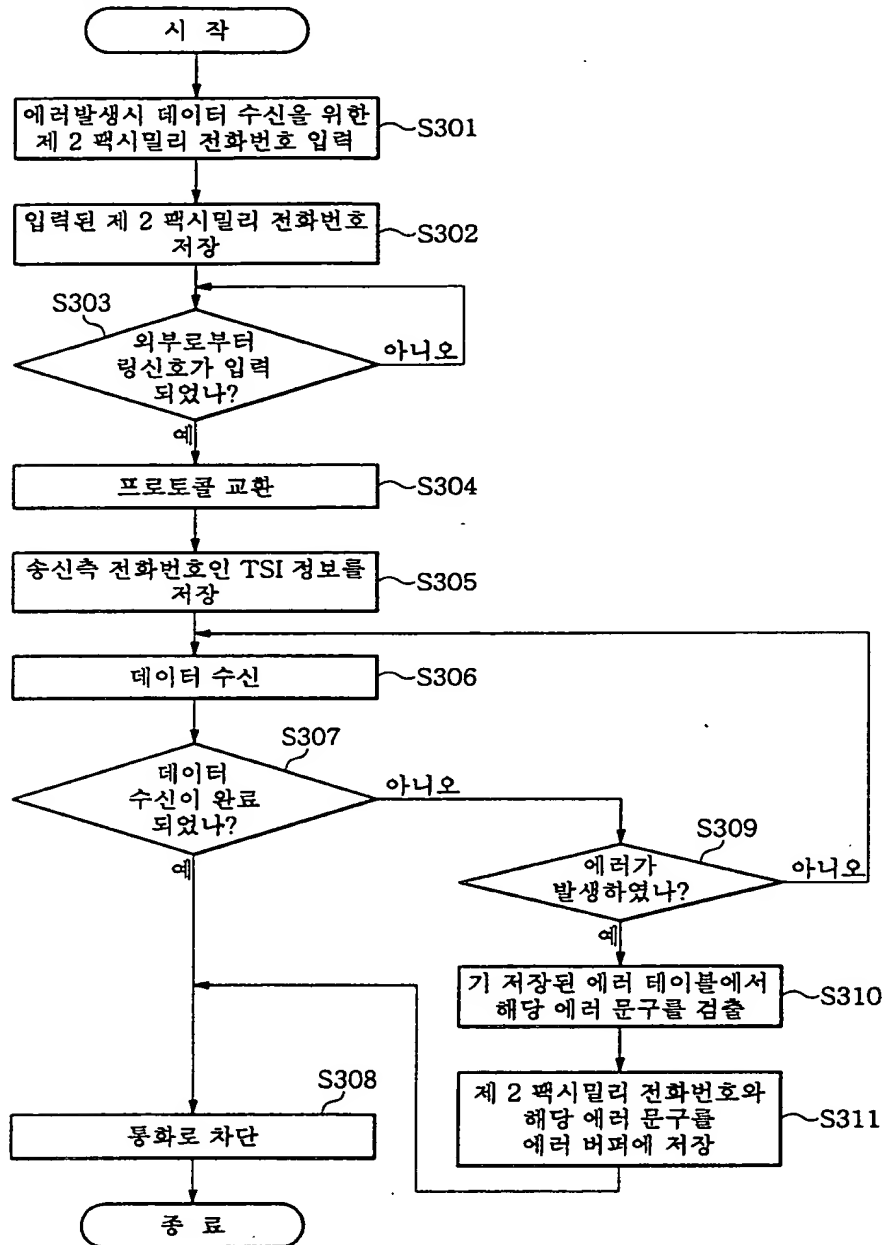 시 작
에러발생시 데이터 수신을 위한
제 2 팩시밀리 전화번호 입력
S301
입력된 제 2 팩시밀리 전화번호
저장
S302
S303
외부로부터
링신호가 입력
되었나?
아니오
예
프로토콜 교환
S304
송신측 전화번호인 TSI 정보를
저장
S305
데이터 수신
S306
S307
데이터
수신이 완료
되었나?
아니오
예
S309
에러가
발생하였나?
아니오
예
기 저장된 에러 테이블에서
해당 에러 문구를 검출
S310
제 2 팩시밀리 전화번호와
해당 에러 문구를
에러 버퍼에 저장
S311
S308
통화로 차단
종 료